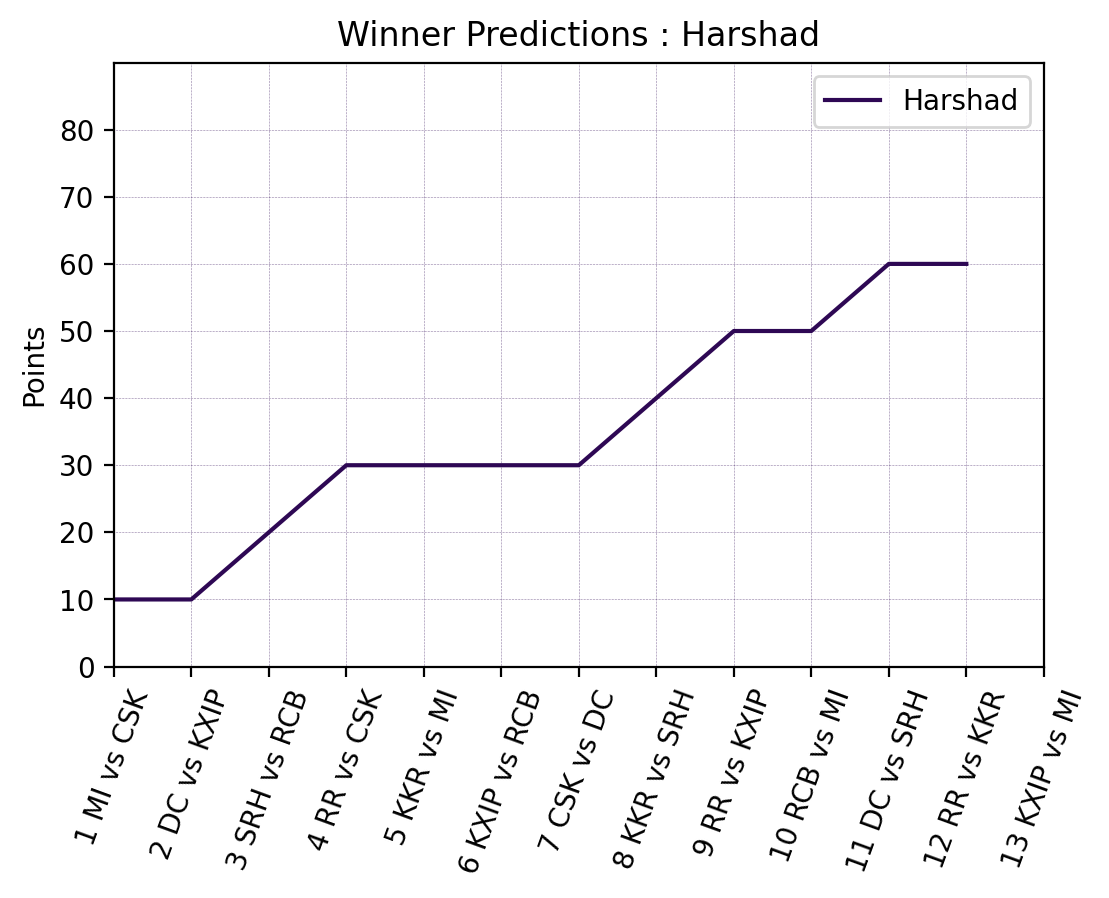 Winner Predictions : Harshad
Harshad
Points
80
70
60
50
40
30
20
10
0
1 MI vs CSK
2 DC vs KXIP
3 SRH vs RCB
4 RR vs CSK
5 KKR vs MI
6 KXIP vs RCB
7 CSK vs DC
8 KKR vs SRH
9 RR vs KXIP
10 RCB vs MI
11 DC vs SRH
12 RR vs KKR
13 KXIP vs MI